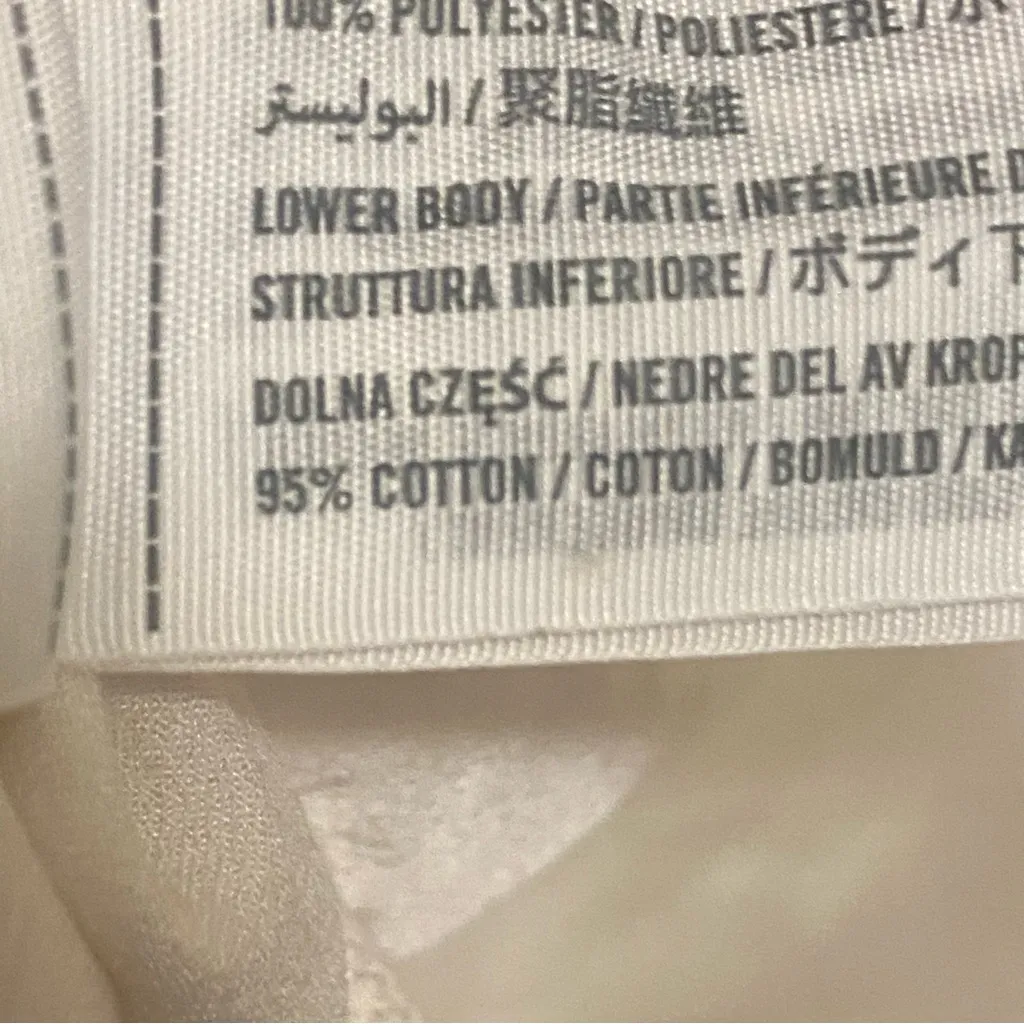 100% POLYESTER / POLIESTERE /
البوليستر / 聚脂纖維
LOWER BODY / PARTIE INFÉRIEURE
STRUTTURA INFERIORE / ボディ 下
DOLNA CZĘŚĆ / NEDRE DEL AV
95% COTTON / COTON / BOMULD /